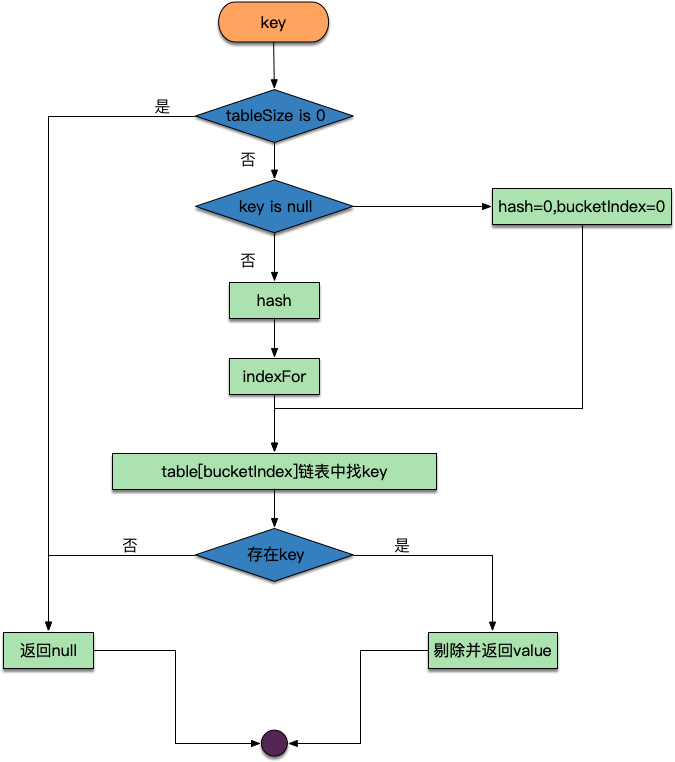 key
是
tableSize is 0
否
key is null
hash=0,bucketIndex=0
否
hash
indexFor
table[bucketIndex]链表中找key
否
存在key
是
返回null
剔除并返回value